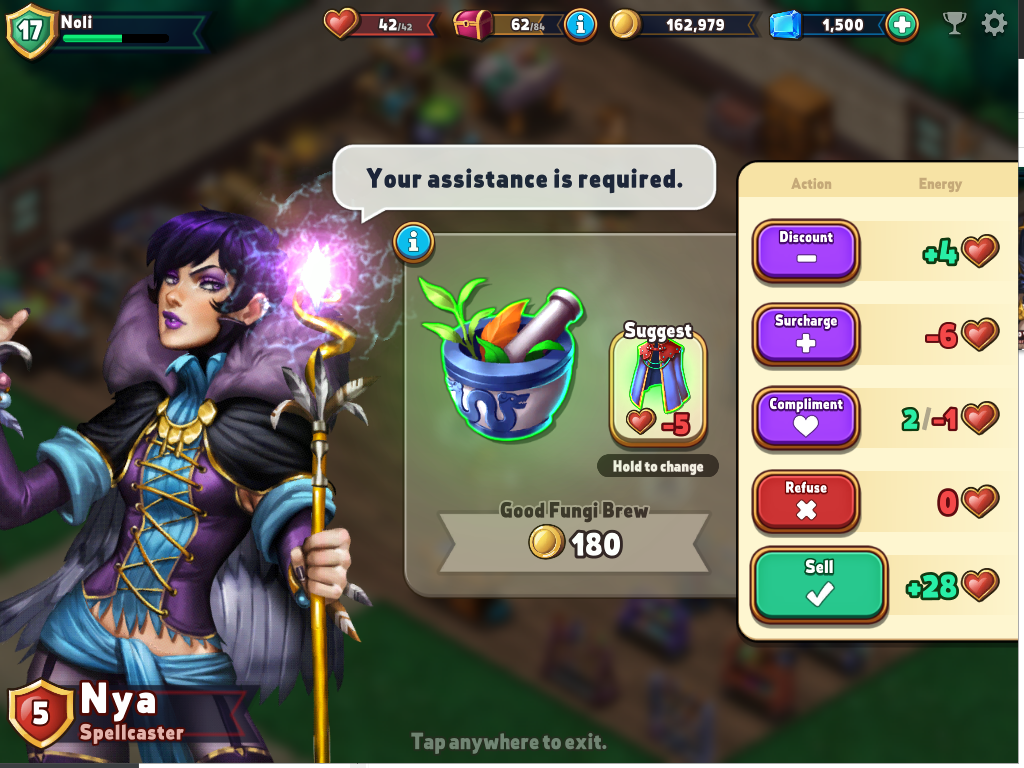 17
Noli
42/42
62/84
i
162,979
1,500
Your assistance is required.
i
Suggest
-5
Hold to change
Good Fungi Brew
180
Action Energy
Discount
+4
Surcharge
-6
Compliment
2/-1
Refuse
0
Sell
+28
5
Nya
Spellcaster
Tap anywhere to exit.